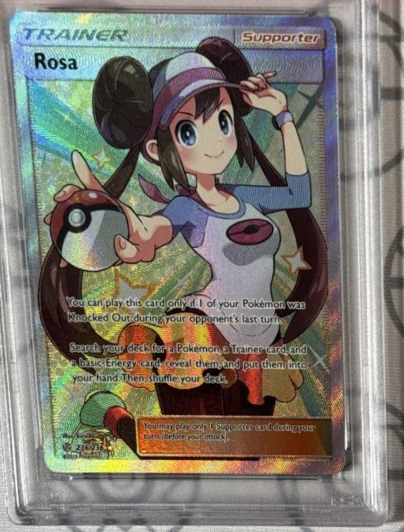 TRAINER
Supporter
Rosa
You can play this card only if 1 of your Pokémon was
Knocked Out during your opponent's last turn.
Search your deck for a Pokémon, a Trainer card, and
a basic Energy card, reveal them, and put them into
your hand. Then, shuffle your deck.
You may play only 1 Supporter card during your
turn (before your attack).
236/236